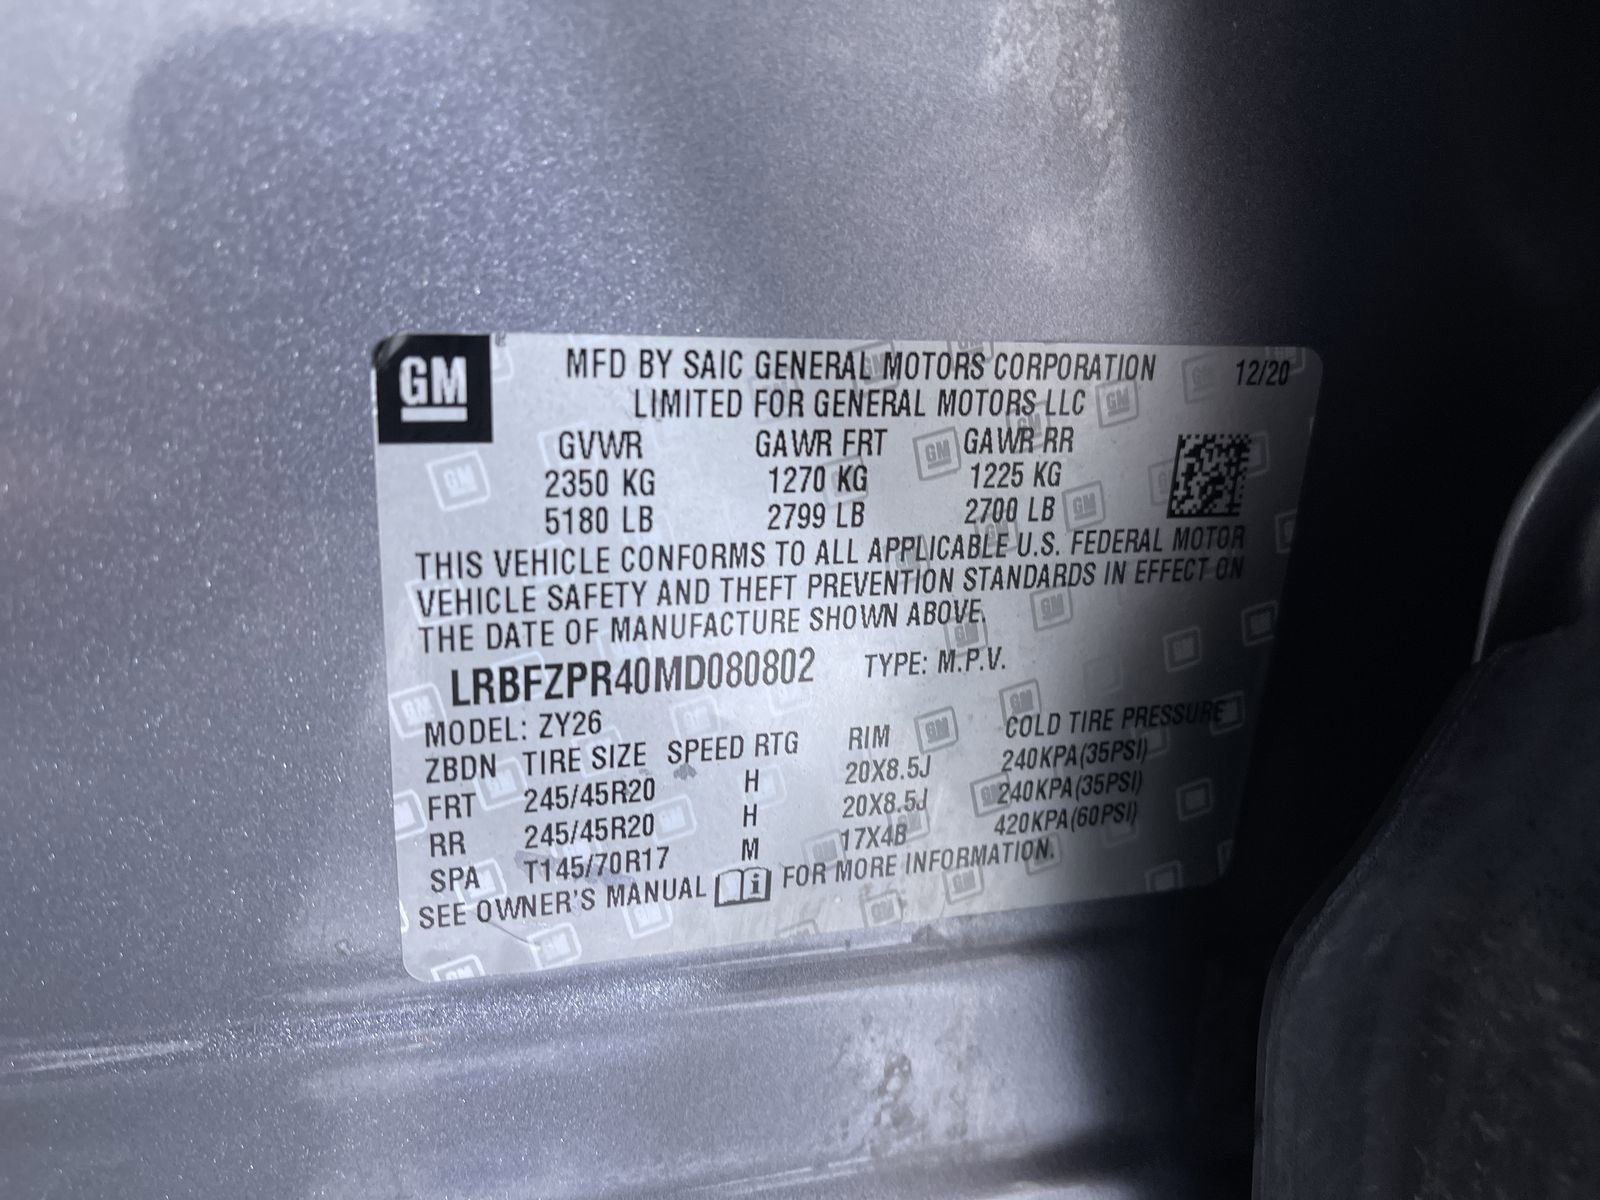 GM
MFD BY SAIC GENERAL MOTORS CORPORATION 12/20
LIMITED FOR GENERAL MOTORS LLC
GVWR GAWR FRT GAWR RR
2350 KG 1270 KG 1225 KG
5180 LB 2799 LB 2700 LB
THIS VEHICLE CONFORMS TO ALL APPLICABLE U.S. FEDERAL MOTOR
VEHICLE SAFETY AND THEFT PREVENTION STANDARDS IN EFFECT ON
THE DATE OF MANUFACTURE SHOWN ABOVE.
LRBFZPR40MD080802 TYPE: M.P.V.
MODEL: ZY26
ZBDN TIRE SIZE SPEED RTG RIM COLD TIRE PRESSURE
FRT 245/45R20 H 20X8.5J 240KPA(35PSI)
RR 245/45R20 H 20X8.5J 240KPA(35PSI)
SPA T145/70R17 M 17X4B 420KPA(60PSI)
SEE OWNER'S MANUAL i FOR MORE INFORMATION.